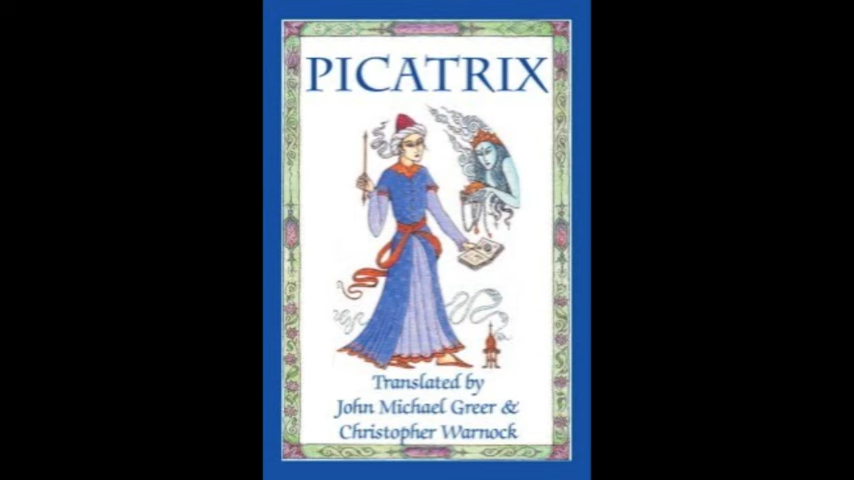 PICATRIX
Translated by
John Michael Greer &
Christopher Warnock